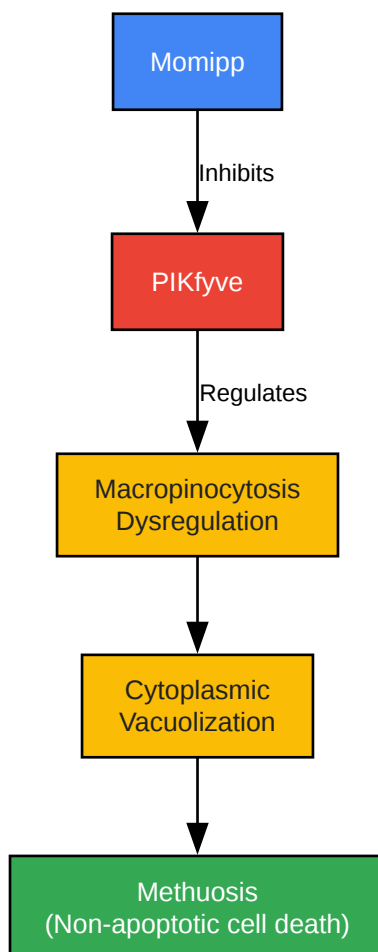 Momipp
Inhibits
PIKfyve
Regulates
Macropinocytosis
Dysregulation
Cytoplasmic
Vacuolization
Methuosis
(Non-apoptotic cell death)